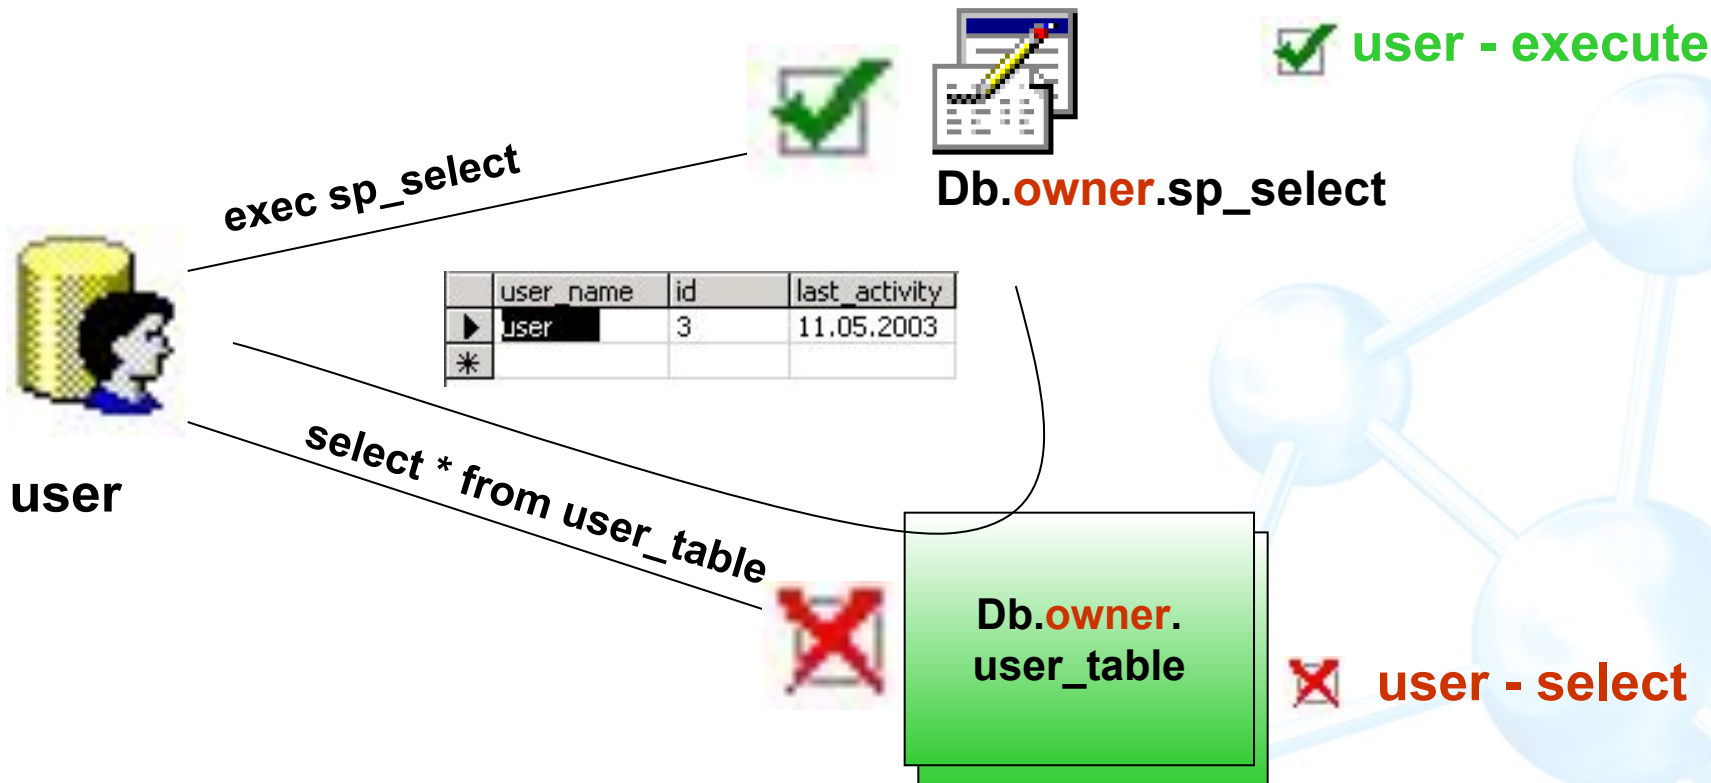 user - execute
exec sp_select
Db.owner.sp_select
user_name id last_activity
user 3 11.05.2003
user
select * from user_table
Db.owner.
user_table
user - select